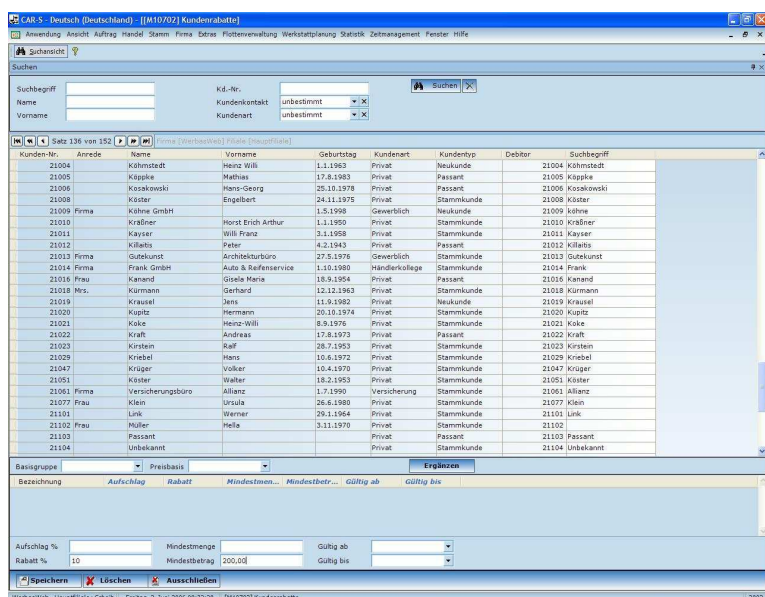 CAR-S - Deutsch (Deutschland) - [[M10702] Kundenrabatte]
Anwendung Ansicht Auftrag Handel Stamm Firma Extras Flottenverwaltung Werkstattplanung Statistik Zeitmanagement Fenster Hilfe
Suchansicht
Suchen
Suchbegriff Kd.-Nr. Suchen
Name Kundenkontakt unbestimmt
Vorname Kundenart unbestimmt
Satz 136 von 152 Firma [WerbasWeb] Filiale [Hauptfiliale]
Kunden-Nr. Anrede Name Vorname Geburtstag Kundenart Kundentyp Debitor Suchbegriff
21004 Köhmstedt Heinz Willi 1.1.1963 Privat Neukunde 21004 Köhmstedt
21005 Köppke Mathias 17.8.1983 Privat Passant 21005 Köppke
21006 Kosakowski Hans-Georg 25.10.1978 Privat Passant 21006 Kosakowski
21008 Köster Engelbert 24.11.1975 Privat Stammkunde 21008 Köster
21009 Firma Köhne GmbH 1.5.1998 Gewerblich Neukunde 21009 köhne
21010 Kräßner Horst Erich Arthur 1.1.1950 Privat Stammkunde 21010 Kräßner
21011 Kayser Willi Franz 3.1.1958 Privat Stammkunde 21011 Kayser
21012 Killaitis Peter 4.2.1943 Privat Passant 21012 Killaitis
21013 Firma Gutekunst Architekturbüro 27.5.1976 Gewerblich Stammkunde 21013 Gutekunst
21014 Firma Frank GmbH Auto & Reifenservice 1.10.1980 Händlerkollege Stammkunde 21014 Frank
21016 Frau Kanand Gisela Maria 18.9.1954 Privat Passant 21016 Kanand
21018 Mrs. Kürmann Gerhard 12.12.1963 Privat Stammkunde 21018 Kürmann
21019 Krausel Jens 11.9.1982 Privat Neukunde 21019 Krausel
21020 Kupitz Hermann 20.10.1974 Privat Stammkunde 21020 Kupitz
21021 Koke Heinz-Willi 8.9.1976 Privat Stammkunde 21021 Koke
21022 Kraft Andreas 17.8.1973 Privat Passant 21022 Kraft
21023 Kirstein Ralf 28.7.1953 Privat Stammkunde 21023 Kirstein
21029 Kriebel Hans 10.6.1972 Privat Stammkunde 21029 Kriebel
21047 Krüger Volker 10.4.1970 Privat Stammkunde 21047 Krüger
21051 Köster Walter 18.2.1953 Privat Stammkunde 21051 Köster
21061 Firma Versicherungsbüro Allianz 1.7.1990 Versicherung Stammkunde 21061 Allianz
21077 Frau Klein Ursula 26.6.1980 Privat Stammkunde 21077 Klein
21101 Link Werner 29.1.1964 Privat Stammkunde 21101 Link
21102 Frau Müller Hella 3.11.1970 Privat Stammkunde 21102
21103 Passant Privat Passant 21103 Passant
21104 Unbekannt Privat Stammkunde 21104 Unbekannt
Basisgruppe Preisbasis Ergänzen
Bezeichnung Aufschlag Rabatt Mindestmen... Mindestbetr... Gültig ab Gültig bis
Aufschlag % Mindestmenge Gültig ab
Rabatt % 10 Mindestbetrag 200,00 Gültig bis
Speichern Löschen Ausschließen